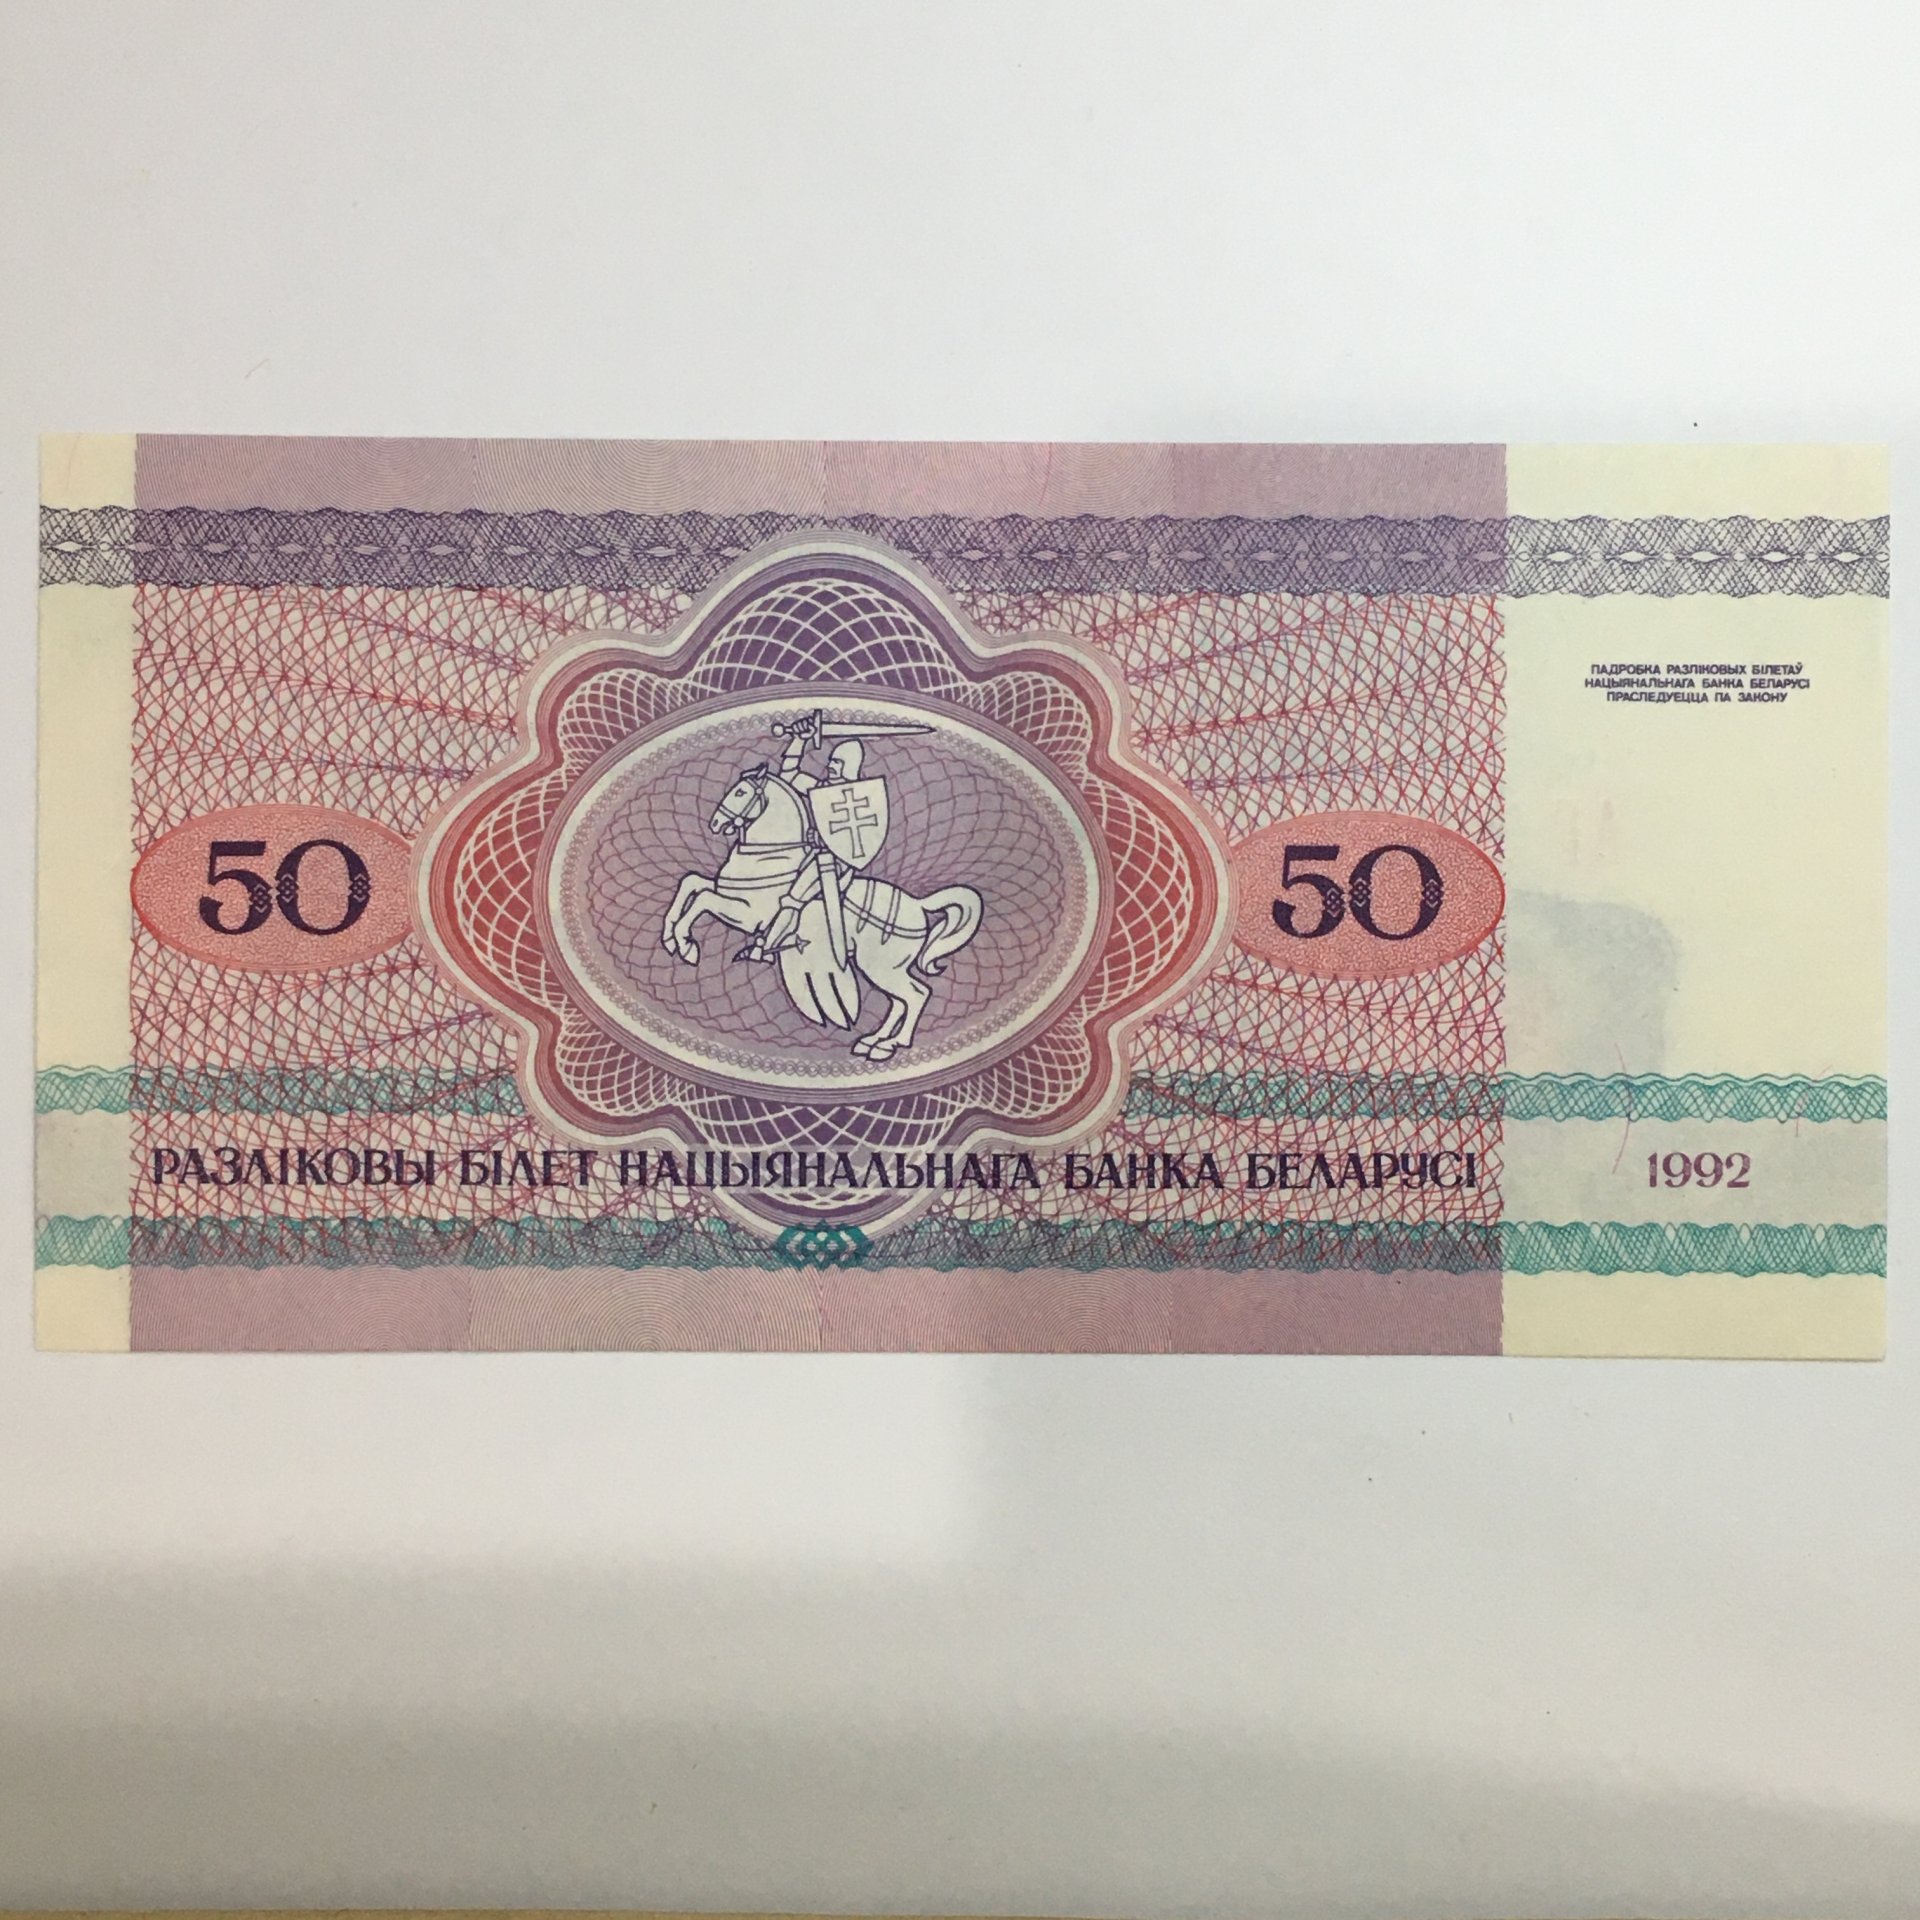 ПАДРОБКА РАЗЛІКОВЫХ БІЛЕТАЎ
НАЦЫЯНАЛЬНАГА БАНКА БЕЛАРУСІ
ПРАСЛЕДУЕЦЦА ПА ЗАКОНУ
50
50
РАЗЛІКОВЫ БІЛЕТ НАЦЫЯНАЛЬНАГА БАНКА БЕЛАРУСІ
1992